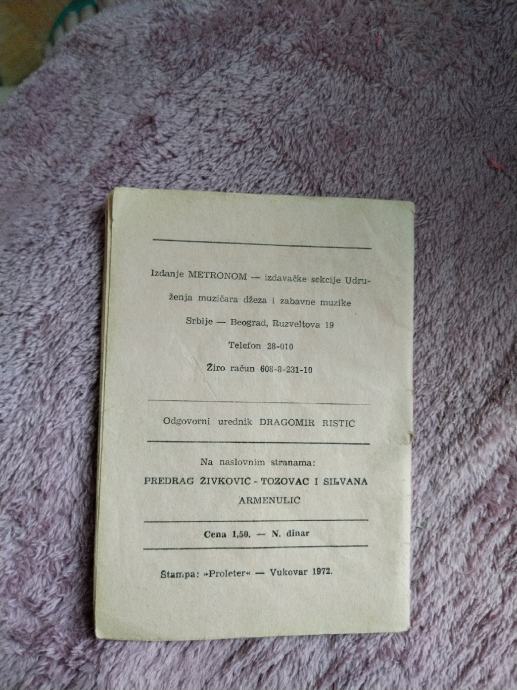 Izdanje METRONOM — izdavačke sekcije Udru-
ženja muzičara džeza i zabavne muzike
Srbije — Beograd, Ruzveltova 19
Telefon 28-010
Žiro račun 608-8-231-10
Odgovorni urednik DRAGOMIR RISTIĆ
Na naslovnim stranama:
PREDRAG ŽIVKOVIĆ - TOZOVAC I SILVANA
ARMENULIĆ
Cena 1,50. — N. dinar
Štampa: »Proleter« — Vukovar 1972.